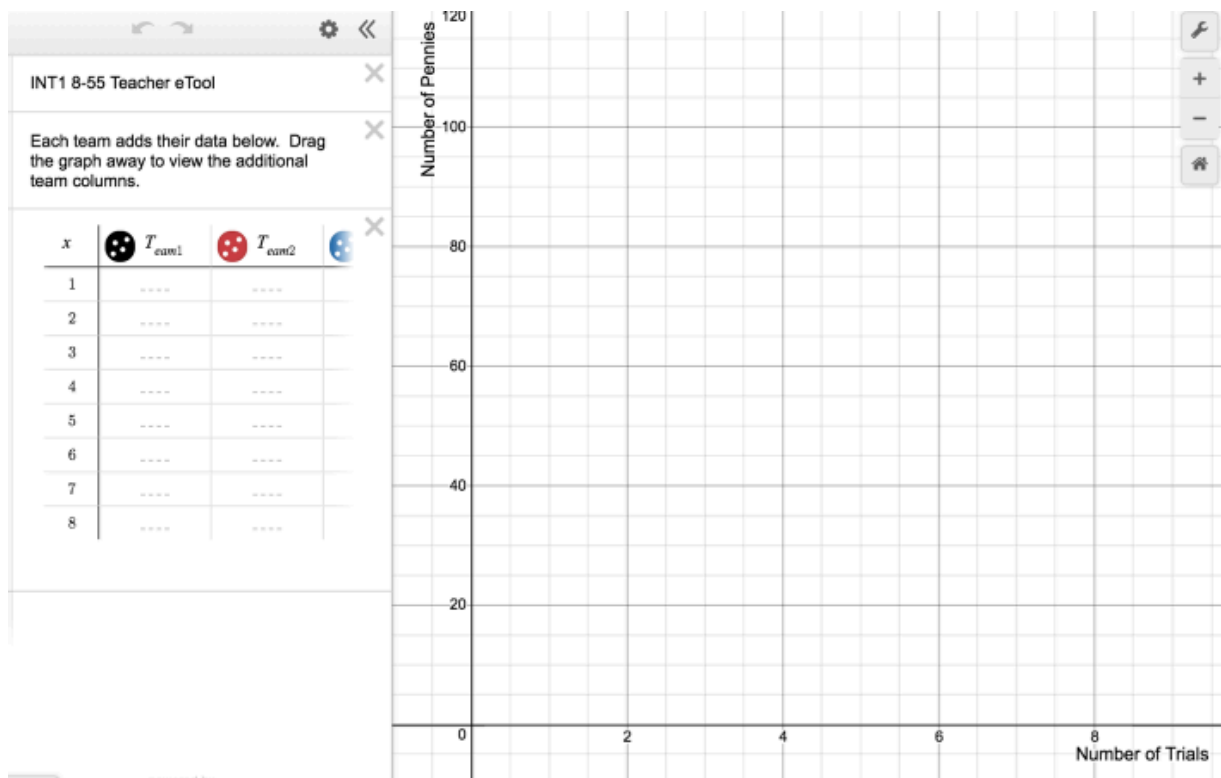 INT1 8-55 Teacher eTool
Each team adds their data below. Drag
the graph away to view the additional
team columns.
x Team1 Team2
1 ---- ----
2 ---- ----
3 ---- ----
4 ---- ----
5 ---- ----
6 ---- ----
7 ---- ----
8 ---- ----
Number of Pennies
120
100
80
60
40
20
0 2 4 6 8
Number of Trials